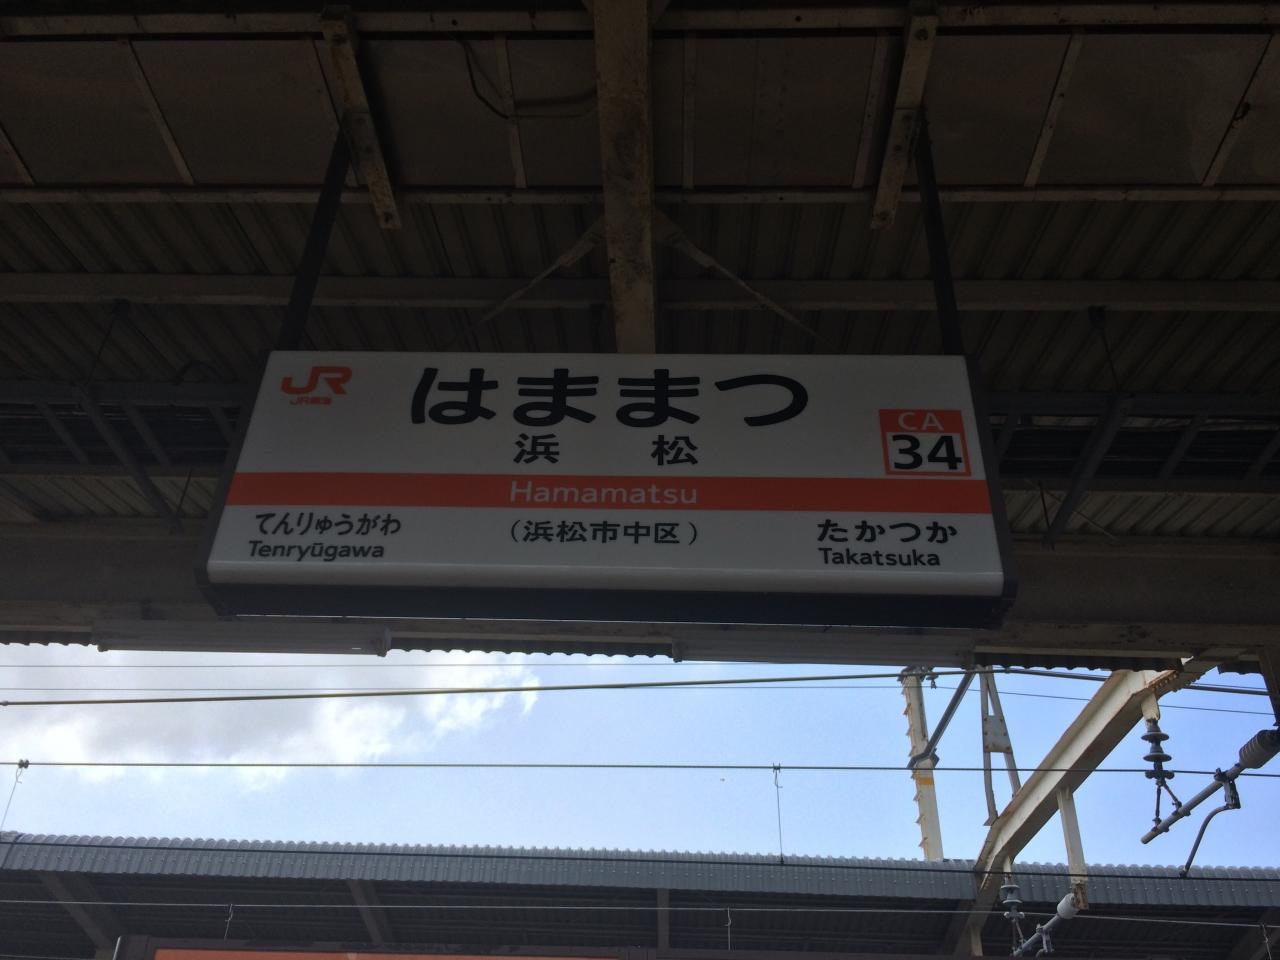 JR
JR東海
はままつ
浜松
CA
34
Hamamatsu
てんりゅうがわ
Tenryūgawa
（浜松市中区）
たかつか
Takatsuka